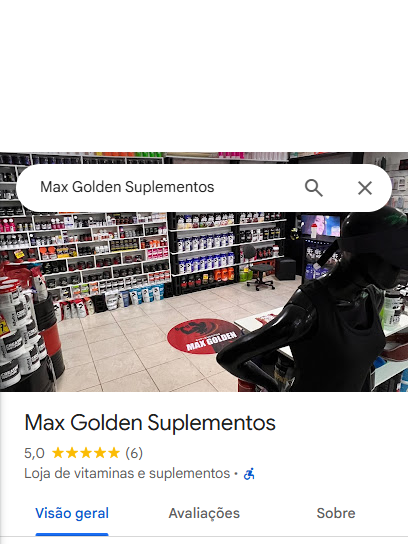 Max Golden Suplementos
MAX GOLDEN
Max Golden Suplementos
5,0 (6)
Loja de vitaminas e suplementos ·
Visão geral
Avaliações
Sobre